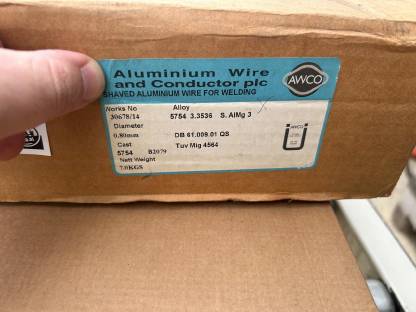 Aluminium Wire
and Conductor plc
SHAVED ALUMINIUM WIRE FOR WELDING
AWCO
Works No Alloy
30678/14 5754 3.3536 S. AlMg 3
Diameter
0.80mm DB 61.009.01 QS
Cast Tuv Mig 4564
5754 B2079
Nett Weight
7.0KGS
AWCO